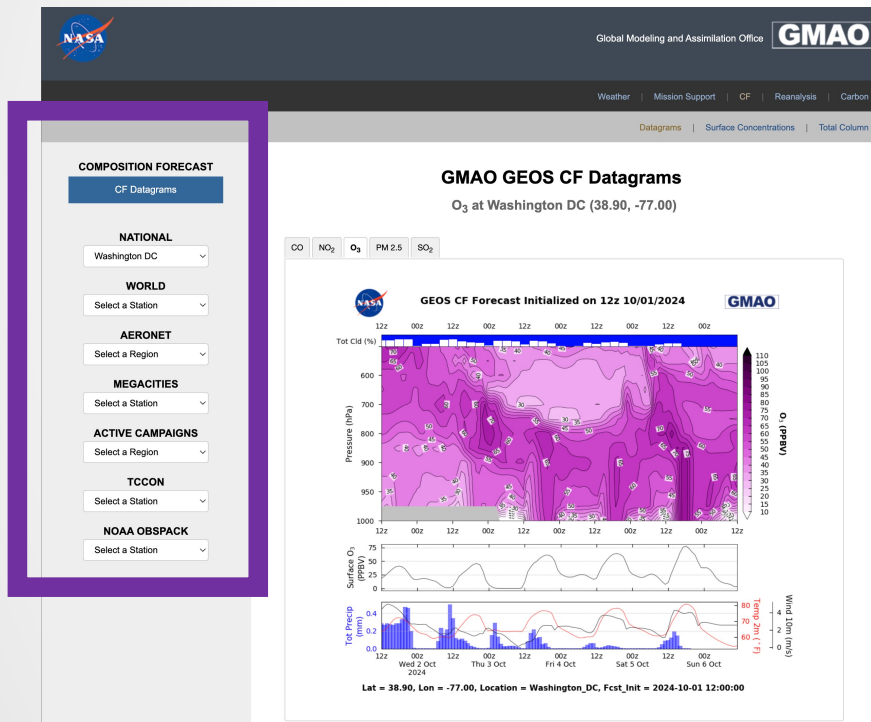 NASA
Global Modeling and Assimilation Office GMAO
Weather | Mission Support | CF | Reanalysis | Carbon
Datagrams | Surface Concentrations | Total Column
COMPOSITION FORECAST
CF Datagrams
NATIONAL
Washington DC
WORLD
Select a Station
AERONET
Select a Region
MEGACITIES
Select a Station
ACTIVE CAMPAIGNS
Select a Region
TCCON
Select a Station
NOAA OBSPACK
Select a Station
GMAO GEOS CF Datagrams
O3 at Washington DC (38.90, -77.00)
CO NO2 O3 PM 2.5 SO2
NASA GEOS CF Forecast Initialized on 12z 10/01/2024 GMAO
12z 00z 12z 00z 12z 00z 12z 00z 12z 00z
Tot Cld (%)
Pressure (hPa)
600
700
800
900
950
1000
110
105
100
95
90
85
80
75
70
65
60
55
50
45
40
35
30
25
20
15
10
O3 (PPBV)
12z 00z 12z 00z 12z 00z 12z 00z 12z 00z 12z
Surface O3
(PPBV)
75
50
25
0
Tot Precip
(mm)
0.4
0.2
0.0
80
70
60
Temp 2m (°F)
4
2
0
Wind 10m (m/s)
12z 00z 12z 00z 12z 00z 12z 00z 12z 00z
Wed 2 Oct Thu 3 Oct Fri 4 Oct Sat 5 Oct Sun 6 Oct
2024
Lat = 38.90, Lon = -77.00, Location = Washington_DC, Fcst_Init = 2024-10-01 12:00:00